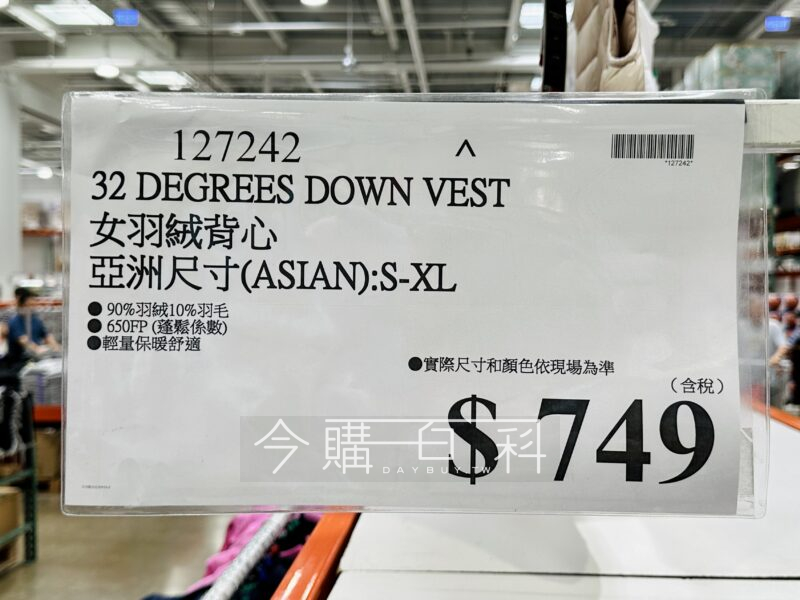 127242 ^
*127242*
32 DEGREES DOWN VEST
女羽絨背心
亞洲尺寸(ASIAN):S-XL
● 90%羽絨10%羽毛
● 650FP (蓬鬆係數)
●輕量保暖舒適
●實際尺寸和顏色依現場為準
(含稅)
$ 749
今購百科
DAYBUY.TW